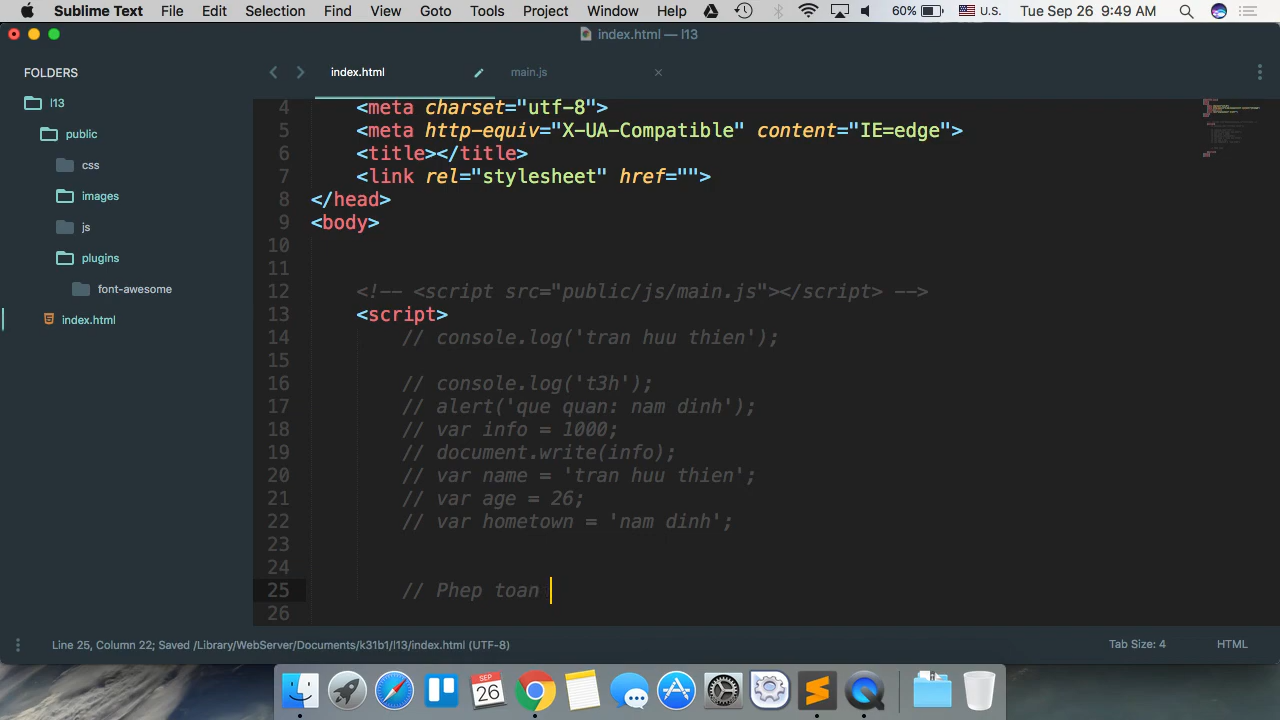 Sublime Text File Edit Selection Find View Goto Tools Project Window Help 60% U.S. Tue Sep 26 9:49 AM
index.html — l13
FOLDERS
l13
public
css
images
js
plugins
font-awesome
index.html
index.html main.js
4 <meta charset="utf-8">
5 <meta http-equiv="X-UA-Compatible" content="IE=edge">
6 <title></title>
7 <link rel="stylesheet" href="">
8 </head>
9 <body>
10
11
12 <!-- <script src="public/js/main.js"></script> -->
13 <script>
14 // console.log('tran huu thien');
15
16 // console.log('t3h');
17 // alert('que quan: nam dinh');
18 // var info = 1000;
19 // document.write(info);
20 // var name = 'tran huu thien';
21 // var age = 26;
22 // var hometown = 'nam dinh';
23
24
25 // Phep toan
26
Line 25, Column 22; Saved /Library/WebServer/Documents/k31b1/l13/index.html (UTF-8) Tab Size: 4 HTML
SEP
26